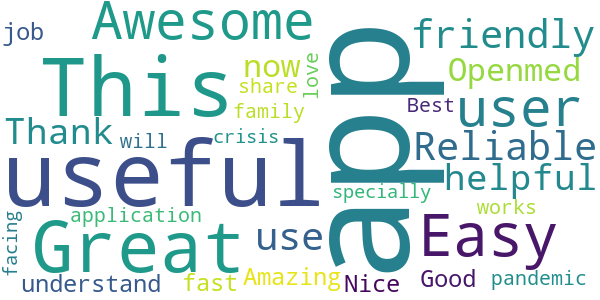 job
Awesome
friendly
This
now
love
Openmed
share
family
Best
user
Thank
will
crisis
app
Reliable
useful
helpful
specially
works
facing
application
Great
use
Easy
understand
fast
Amazing
Nice
Good
pandemic